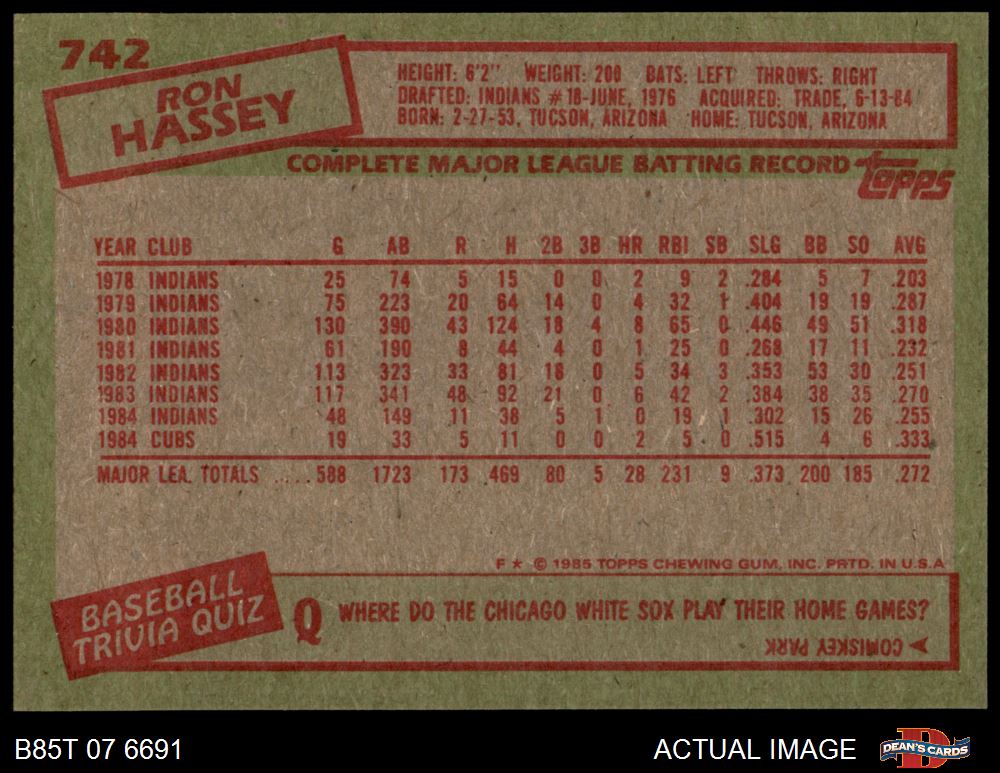 742
RON
HASSEY
HEIGHT: 6'2" WEIGHT: 200 BATS: LEFT THROWS: RIGHT
DRAFTED: INDIANS #18-JUNE, 1976 ACQUIRED: TRADE, 6-13-84
BORN: 2-27-53, TUCSON, ARIZONA HOME: TUCSON, ARIZONA
COMPLETE MAJOR LEAGUE BATTING RECORD topps
YEAR CLUB G AB R H 2B 3B HR RBI SB SLG BB SO AVG
1978 INDIANS 25 74 5 15 0 0 2 9 2 .284 5 7 .203
1979 INDIANS 75 223 20 64 14 0 4 32 1 .404 19 19 .287
1980 INDIANS 130 390 43 124 18 4 8 65 0 .446 49 51 .318
1981 INDIANS 61 190 8 44 4 0 1 25 0 .268 17 11 .232
1982 INDIANS 113 323 33 81 18 0 5 34 3 .353 53 30 .251
1983 INDIANS 117 341 48 92 21 0 6 42 2 .384 38 35 .270
1984 INDIANS 48 149 11 38 5 1 0 19 1 .302 15 26 .255
1984 CUBS 19 33 5 11 0 0 2 5 0 .515 4 6 .333
MAJOR LEA. TOTALS ..... 588 1723 173 469 80 5 28 231 9 .373 200 185 .272
F★ © 1985 TOPPS CHEWING GUM, INC. PRTD. IN U.S.A
BASEBALL
TRIVIA QUIZ
Q WHERE DO THE CHICAGO WHITE SOX PLAY THEIR HOME GAMES?
COMISKEY PARK
B85T 07 6691
ACTUAL IMAGE
DEAN'S CARDS